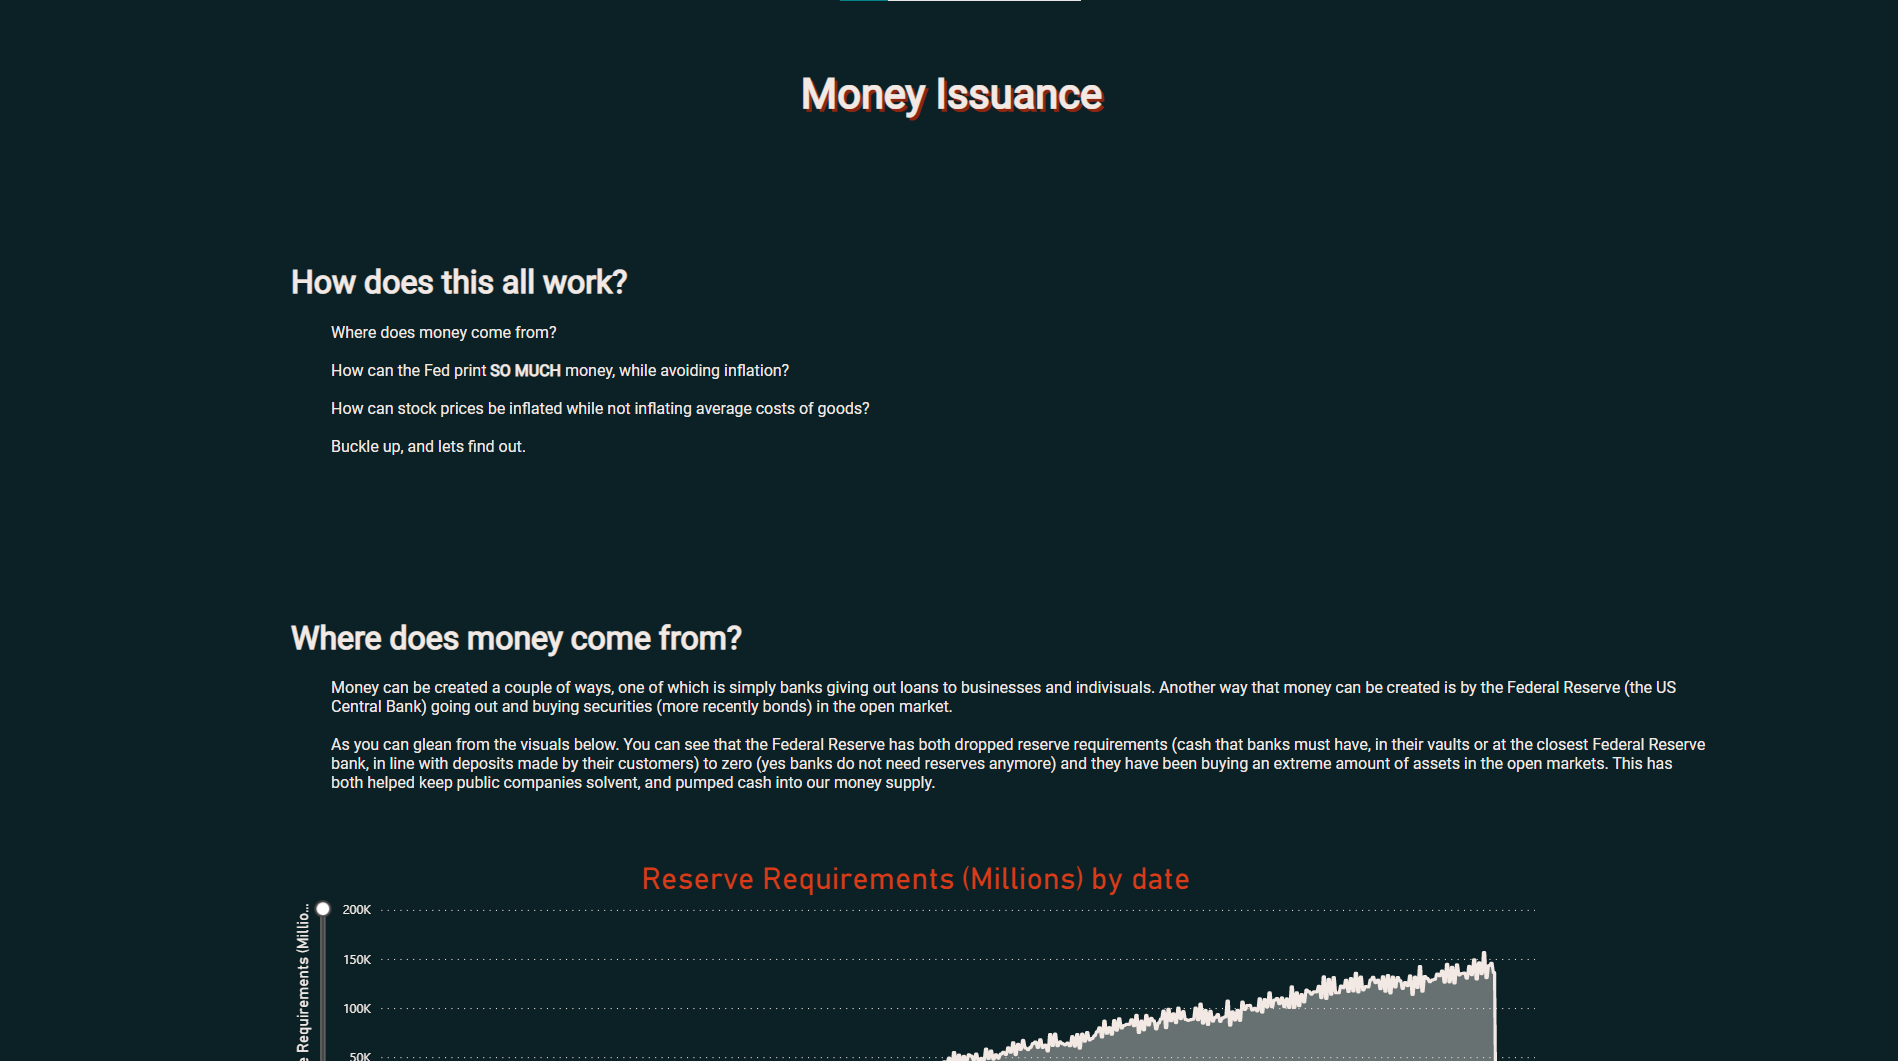 Money Issuance
How does this all work?
Where does money come from?
How can the Fed print SO MUCH money, while avoiding inflation?
How can stock prices be inflated while not inflating average costs of goods?
Buckle up, and lets find out.
Where does money come from?
Money can be created a couple of ways, one of which is simply banks giving out loans to businesses and indivisuals. Another way that money can be created is by the Federal Reserve (the US
Central Bank) going out and buying securities (more recently bonds) in the open market.
As you can glean from the visuals below. You can see that the Federal Reserve has both dropped reserve requirements (cash that banks must have, in their vaults or at the closest Federal Reserve
bank, in line with deposits made by their customers) to zero (yes banks do not need reserves anymore) and they have been buying an extreme amount of assets in the open markets. This has
both helped keep public companies solvent, and pumped cash into our money supply.
Reserve Requirements (Millions) by date
Requirements (Millio...
200K
150K
100K
50K